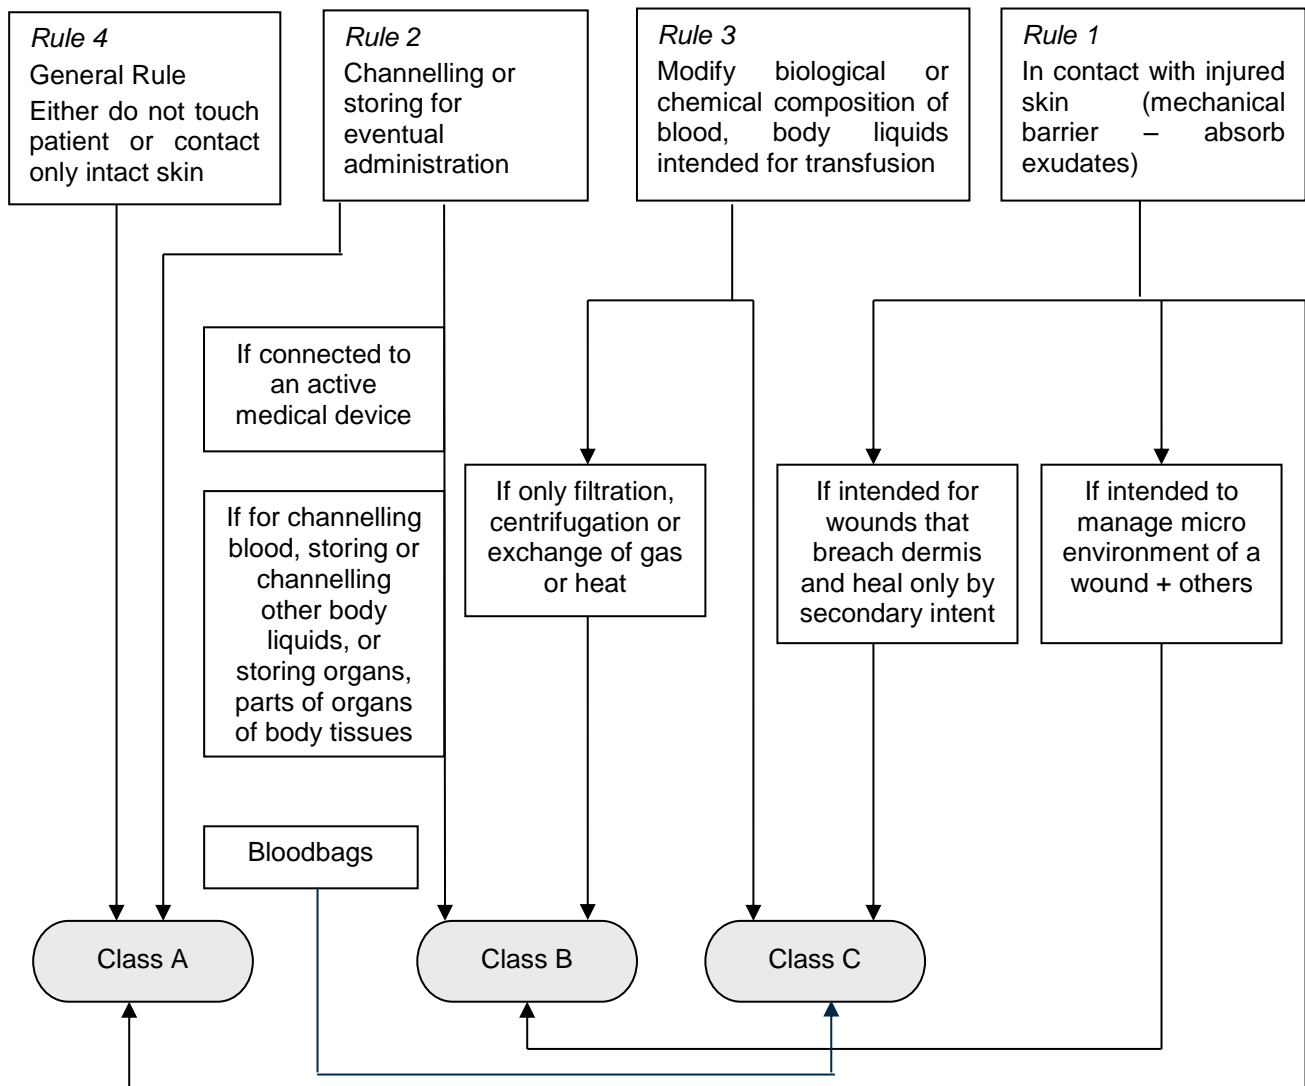 Rule 4
General Rule
Either do not touch
patient or contact
only intact skin
Rule 2
Channelling or
storing for
eventual
administration
Rule 3
Modify biological or
chemical composition of
blood, body liquids
intended for transfusion
Rule 1
In contact with injured
skin (mechanical
barrier – absorb
exudates)
If connected to
an active
medical device
If for channelling
blood, storing or
channelling
other body
liquids, or
storing organs,
parts of organs
of body tissues
If only filtration,
centrifugation or
exchange of gas
or heat
If intended for
wounds that
breach dermis
and heal only by
secondary intent
If intended to
manage micro
environment of a
wound + others
Bloodbags
Class A
Class B
Class C